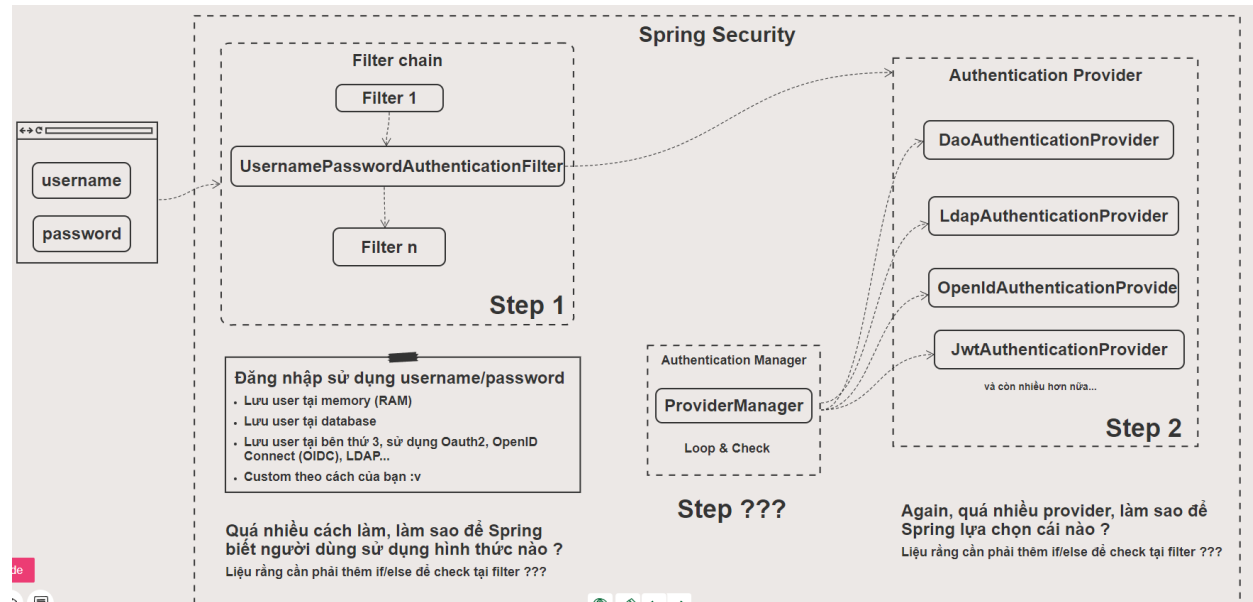 Spring Security
Filter chain
Filter 1
UsernamePasswordAuthenticationFilter
Filter n
Step 1
username
password
Đăng nhập sử dụng username/password
Lưu user tại memory (RAM)
Lưu user tại database
Lưu user tại bên thứ 3, sử dụng Oauth2, OpenID
Connect (OIDC), LDAP...
Custom theo cách của bạn :v
Quá nhiều cách làm, làm sao để Spring
biết người dùng sử dụng hình thức nào ?
Liệu rằng cần phải thêm if/else để check tại filter ???
Authentication Manager
ProviderManager
Loop & Check
Step ???
Authentication Provider
DaoAuthenticationProvider
LdapAuthenticationProvider
OpenIdAuthenticationProvide
JwtAuthenticationProvider
và còn nhiều hơn nữa...
Step 2
Again, quá nhiều provider, làm sao để
Spring lựa chọn cái nào ?
Liệu rằng cần phải thêm if/else để check tại filter ???
de